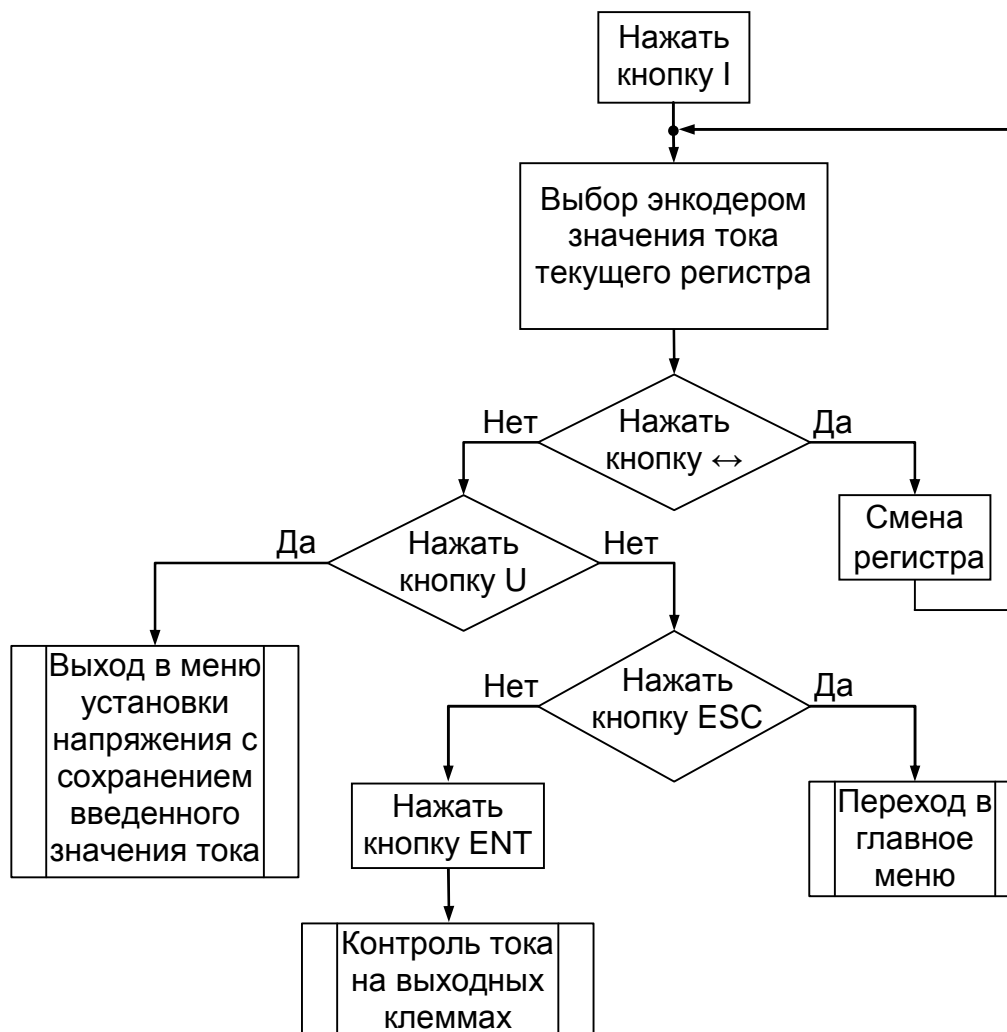 Нажать
кнопку I
Выбор энкодером
значения тока
текущего регистра
Нет
Нажать
кнопку ↔
Да
Смена
регистра
Да
Нажать
кнопку U
Нет
Выход в меню
установки
напряжения с
сохранением
введенного
значения тока
Нет
Нажать
кнопку ESC
Да
Нажать
кнопку ENT
Переход в
главное
меню
Контроль тока
на выходных
клеммах